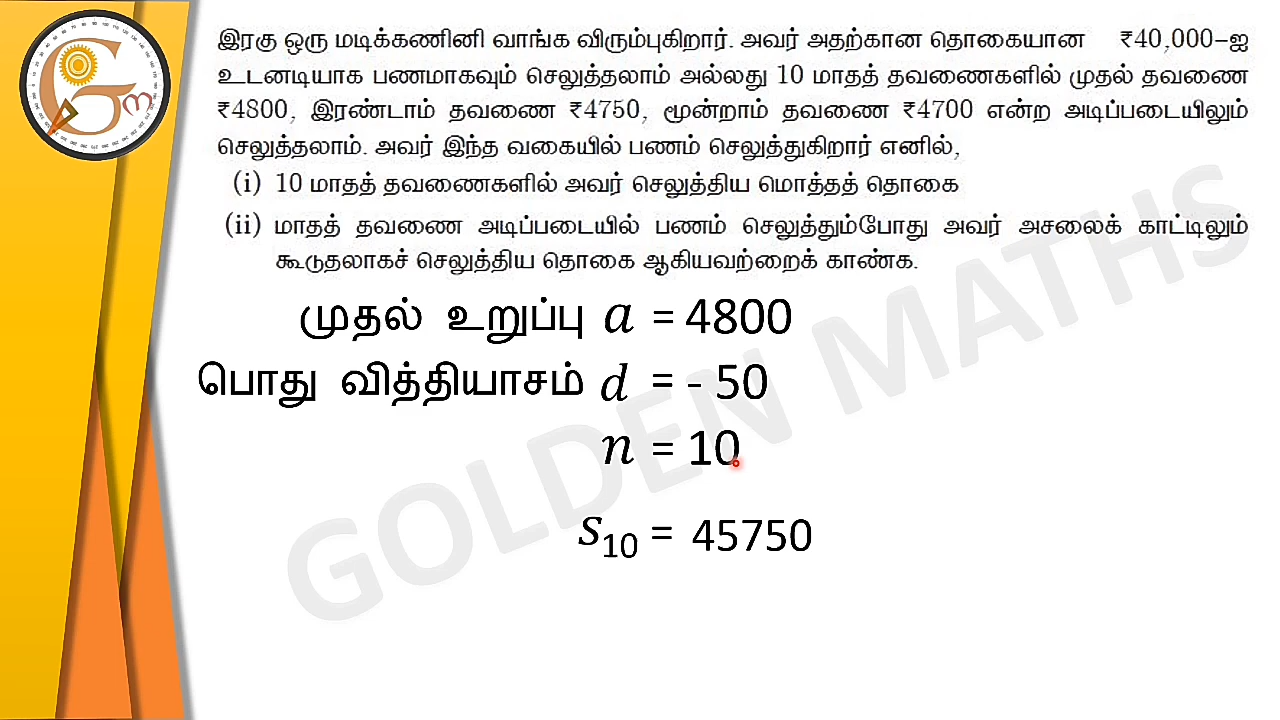 இரகு ஒரு மடிக்கணினி வாங்க விரும்புகிறார். அவர் அதற்கான தொகையான ₹40,000-ஐ
உடனடியாக பணமாகவும் செலுத்தலாம் அல்லது 10 மாதத் தவணைகளில் முதல் தவணை
₹4800, இரண்டாம் தவணை ₹4750, மூன்றாம் தவணை ₹4700 என்ற அடிப்படையிலும்
செலுத்தலாம். அவர் இந்த வகையில் பணம் செலுத்துகிறார் எனில்,
(i) 10 மாதத் தவணைகளில் அவர் செலுத்திய மொத்தத் தொகை
(ii) மாதத் தவணை அடிப்படையில் பணம் செலுத்தும்போது அவர் அசலைக் காட்டிலும்
கூடுதலாகச் செலுத்திய தொகை ஆகியவற்றைக் காண்க.
முதல் உறுப்பு a = 4800
பொது வித்தியாசம் d = - 50
n = 10
S₁₀ = 45750
GOLDEN MATHS